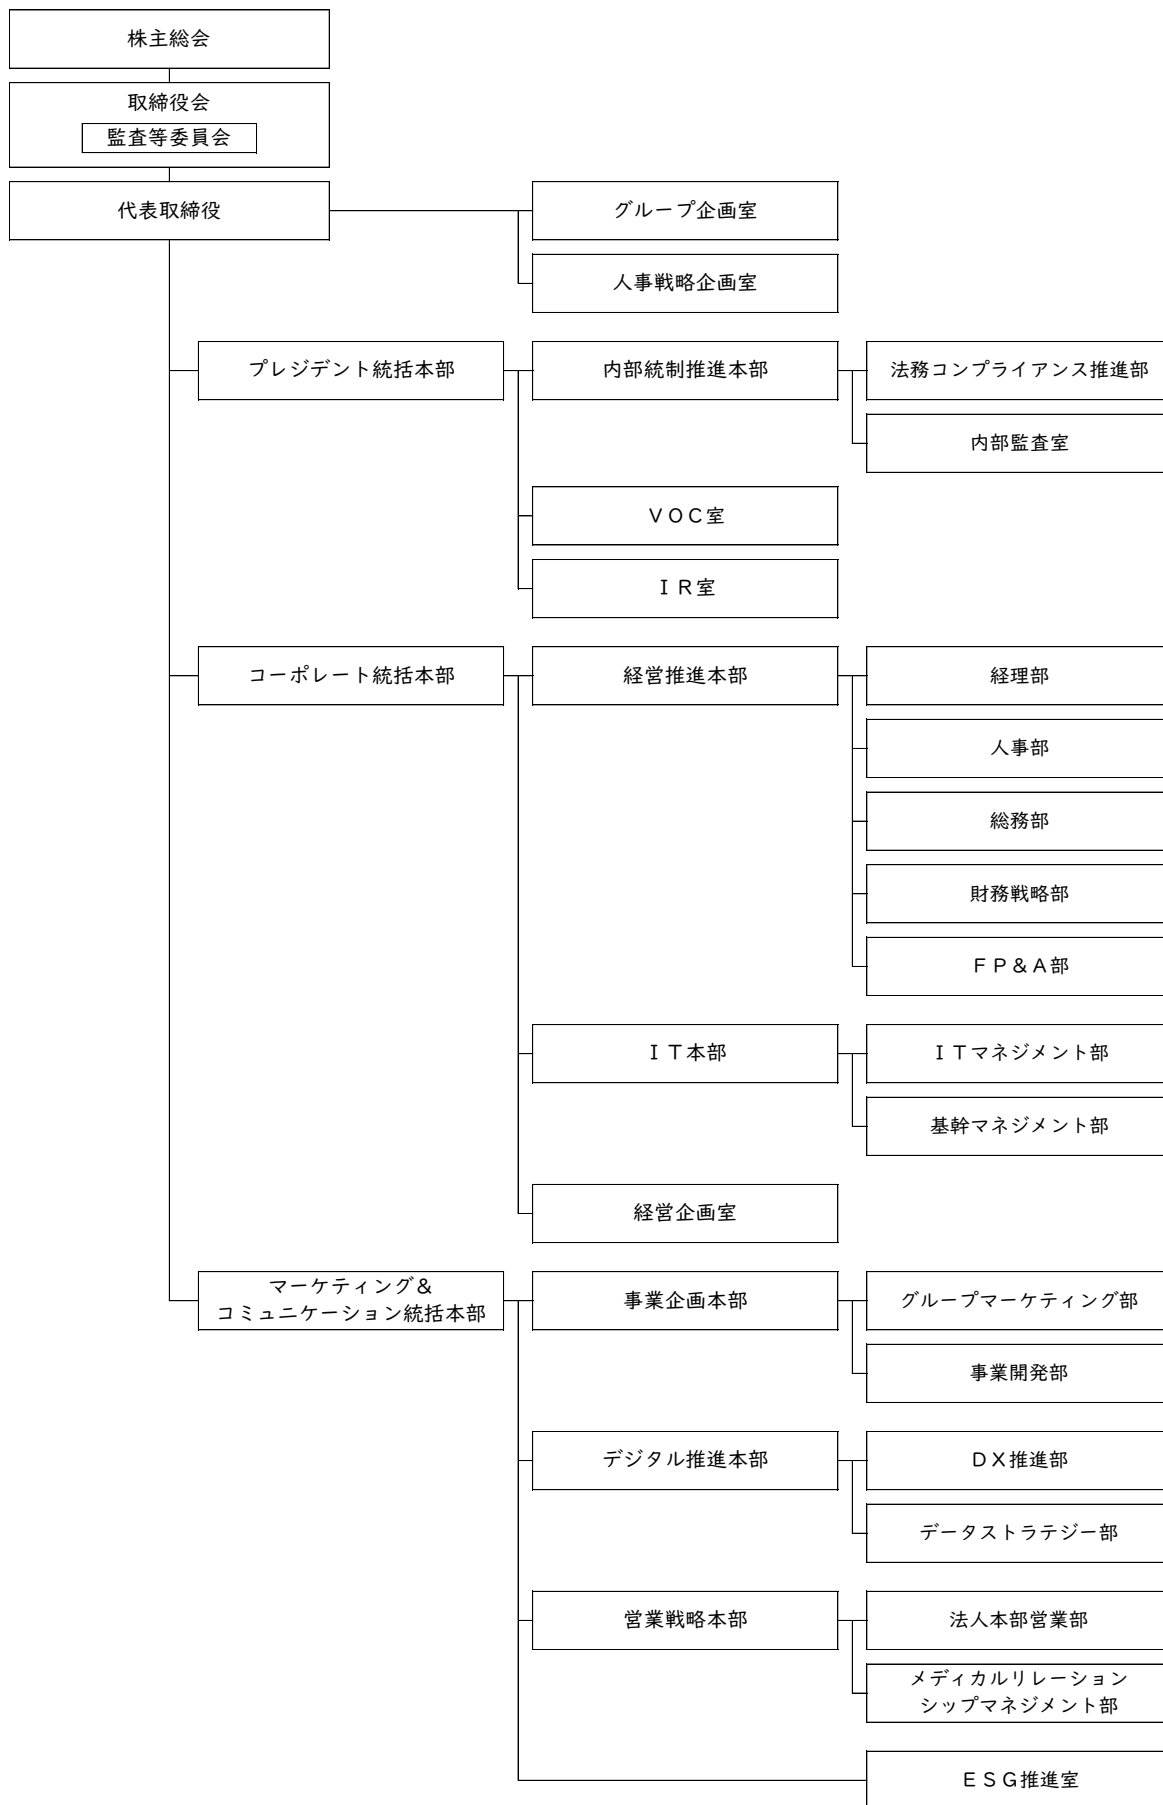 株主総会
取締役会
監査等委員会
代表取締役
グループ企画室
人事戦略企画室
プレジデント統括本部
内部統制推進本部
法務コンプライアンス推進部
内部監査室
ＶＯＣ室
ＩＲ室
コーポレート統括本部
経営推進本部
経理部
人事部
総務部
財務戦略部
ＦＰ＆Ａ部
ＩＴ本部
ＩＴマネジメント部
基幹マネジメント部
経営企画室
マーケティング＆
コミュニケーション統括本部
事業企画本部
グループマーケティング部
事業開発部
デジタル推進本部
ＤＸ推進部
データストラテジー部
営業戦略本部
法人本部営業部
メディカルリレーション
シップマネジメント部
ＥＳＧ推進室